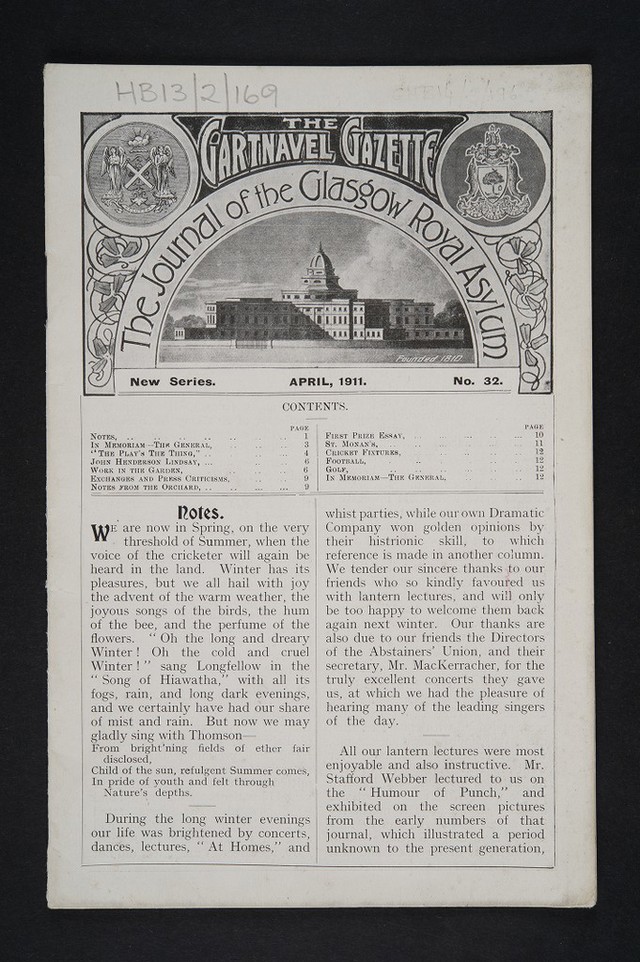 HB13/2/169
THE
GARTNAVEL GAZETTE
The Journal of the Glasgow Royal Asylum
Founded 1810
New Series. APRIL, 1911. No. 32.
CONTENTS.
PAGE
NOTES, .. .. .. .. .. .. .. 1
IN MEMORIAM—THE GENERAL, .. .. .. 3
"THE PLAY'S THE THING," .. .. .. .. 4
JOHN HENDERSON LINDSAY, .. .. .. .. 6
WORK IN THE GARDEN, .. .. .. .. 6
EXCHANGES AND PRESS CRITICISMS, .. .. .. 9
NOTES FROM THE ORCHARD, .. .. .. .. 9
PAGE
FIRST PRIZE ESSAY, .. .. .. .. .. 10
ST. MONAN'S, .. .. .. .. .. 11
CRICKET FIXTURES, .. .. .. .. 12
FOOTBALL, .. .. .. .. 12
GOLF, .. .. .. .. .. 12
IN MEMORIAM—THE GENERAL, .. .. .. 12
Notes.
WE are now in Spring, on the very
threshold of Summer, when the
voice of the cricketer will again be
heard in the land. Winter has its
pleasures, but we all hail with joy
the advent of the warm weather, the
joyous songs of the birds, the hum
of the bee, and the perfume of the
flowers. "Oh the long and dreary
Winter! Oh the cold and cruel
Winter!" sang Longfellow in the
"Song of Hiawatha," with all its
fogs, rain, and long dark evenings,
and we certainly have had our share
of mist and rain. But now we may
gladly sing with Thomson—
From bright'ning fields of ether fair
disclosed,
Child of the sun, refulgent Summer comes,
In pride of youth and felt through
Nature's depths.
During the long winter evenings
our life was brightened by concerts,
dances, lectures, "At Homes," and
whist parties, while our own Dramatic
Company won golden opinions by
their histrionic skill, to which
reference is made in another column.
We tender our sincere thanks to our
friends who so kindly favoured us
with lantern lectures, and will only
be too happy to welcome them back
again next winter. Our thanks are
also due to our friends the Directors
of the Abstainers' Union, and their
secretary, Mr. MacKerracher, for the
truly excellent concerts they gave
us, at which we had the pleasure of
hearing many of the leading singers
of the day.
All our lantern lectures were most
enjoyable and also instructive. Mr.
Stafford Webber lectured to us on
the "Humour of Punch," and
exhibited on the screen pictures
from the early numbers of that
journal, which illustrated a period
unknown to the present generation,